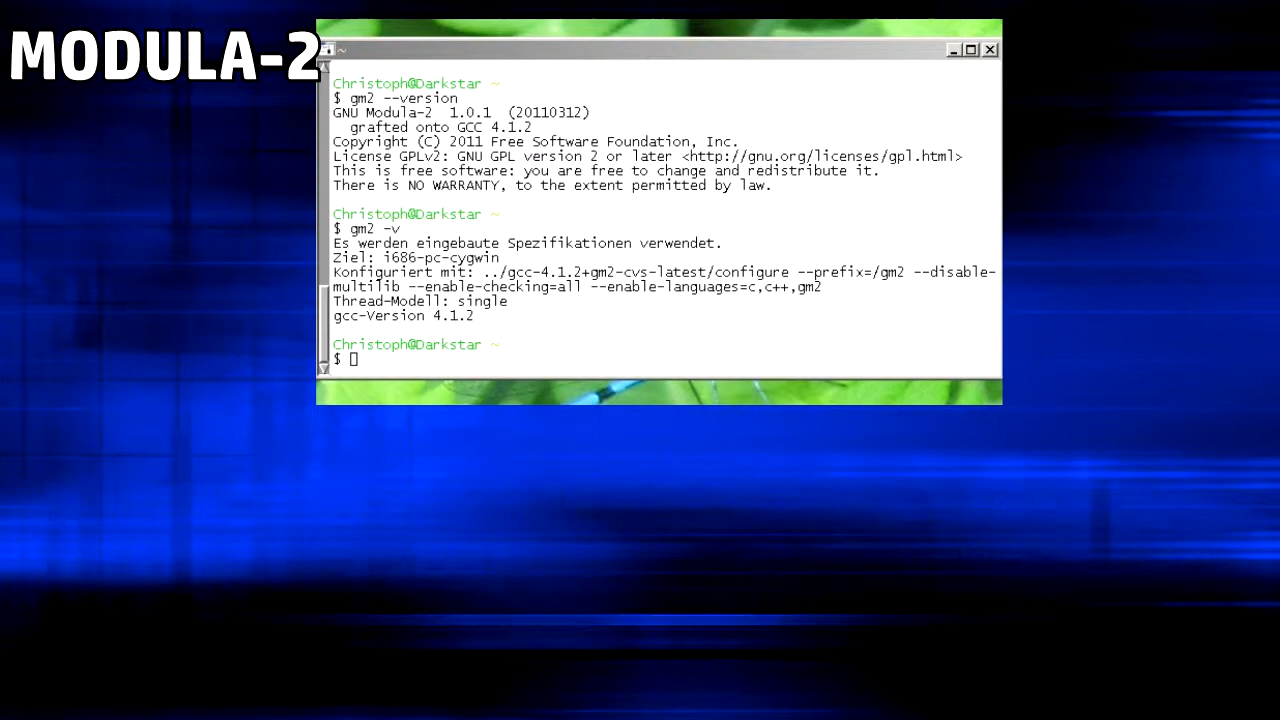 MODULA-2
~
Christoph@Darkstar ~
$ gm2 --version
GNU Modula-2  1.0.1  (20110312)
  grafted onto GCC 4.1.2
Copyright (C) 2011 Free Software Foundation, Inc.
License GPLv2: GNU GPL version 2 or later <http://gnu.org/licenses/gpl.html>
This is free software: you are free to change and redistribute it.
There is NO WARRANTY, to the extent permitted by law.
Christoph@Darkstar ~
$ gm2 -v
Es werden eingebaute Spezifikationen verwendet.
Ziel: i686-pc-cygwin
Konfiguriert mit: ../gcc-4.1.2+gm2-cvs-latest/configure --prefix=/gm2 --disable-
multilib --enable-checking=all --enable-languages=c,c++,gm2
Thread-Modell: single
gcc-Version 4.1.2
Christoph@Darkstar ~
$